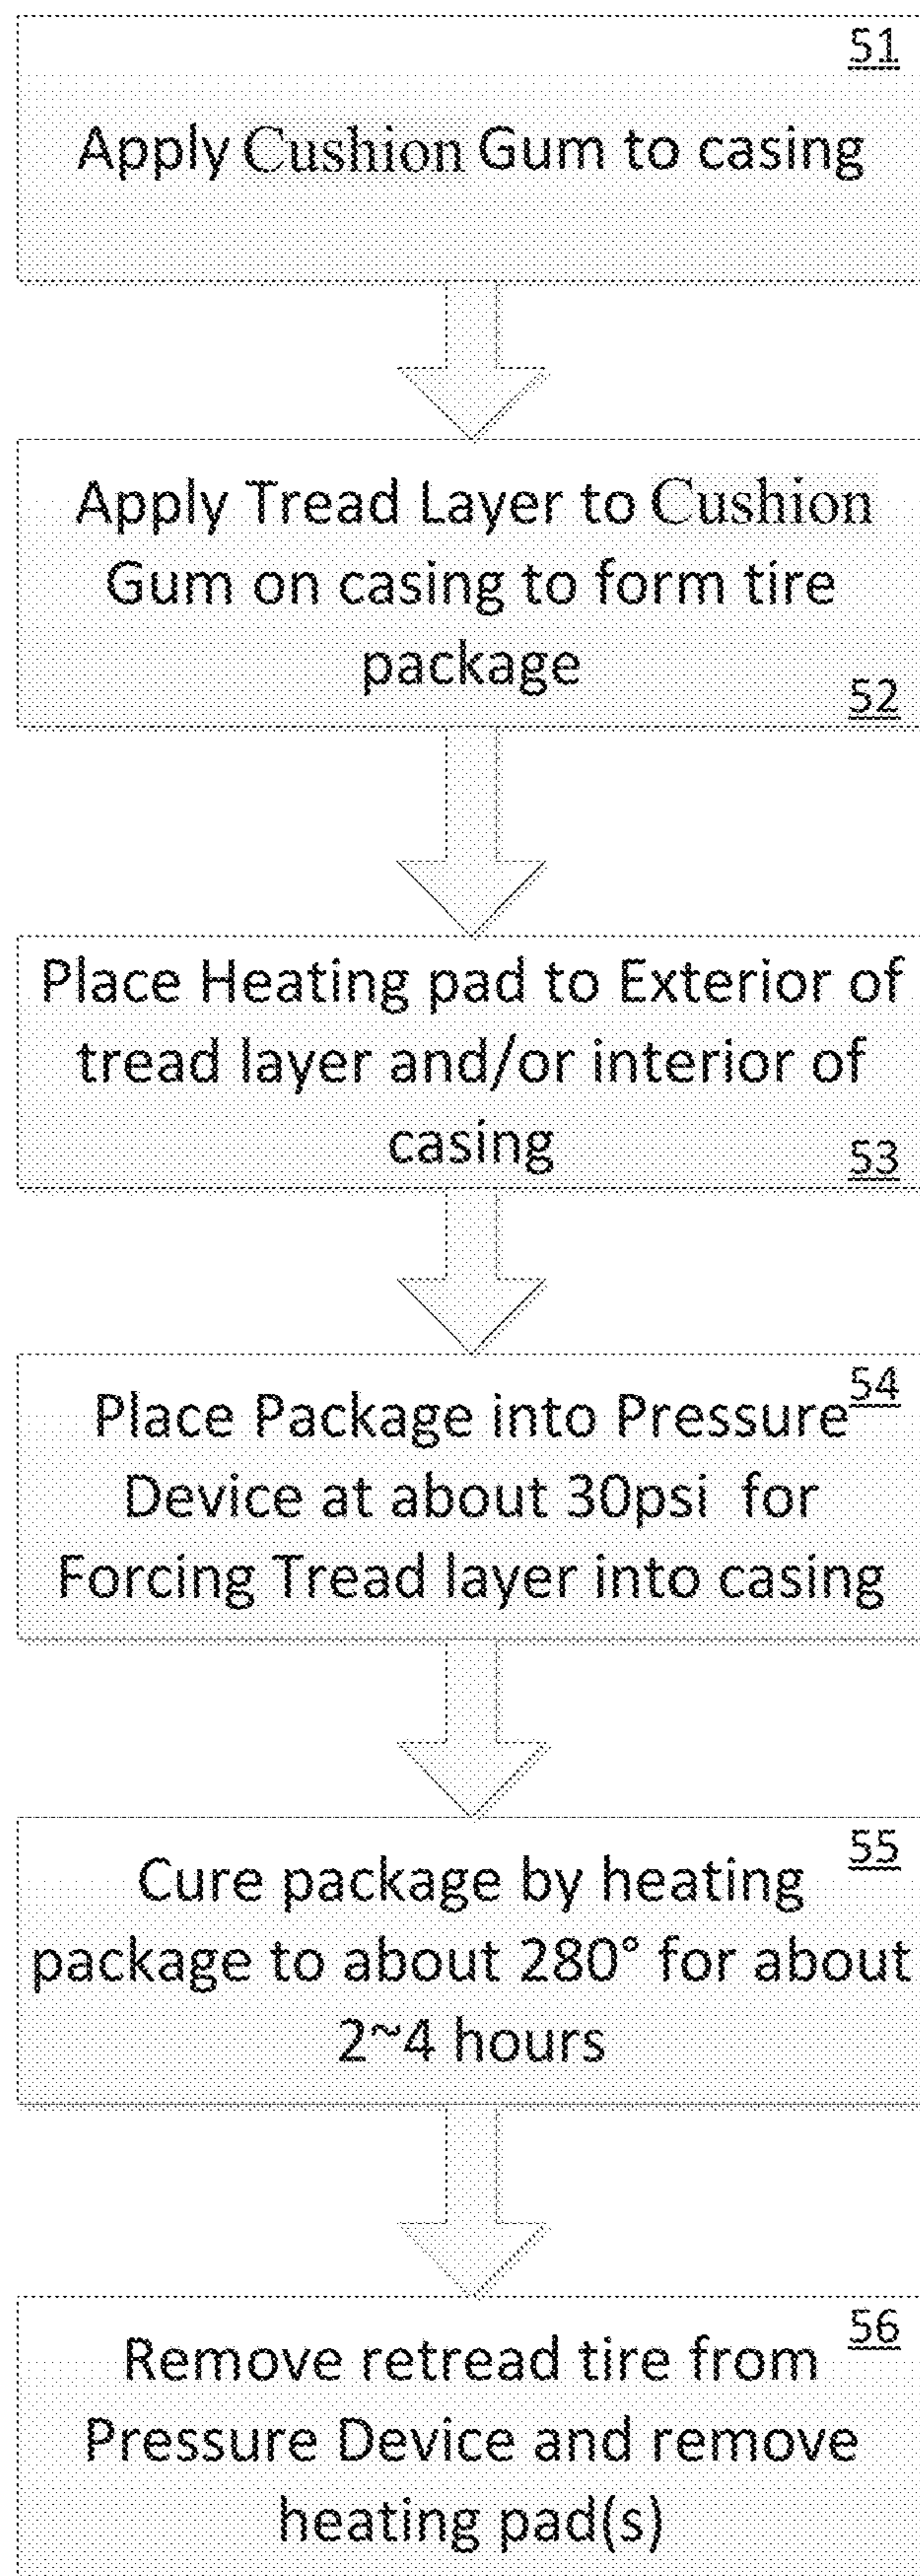 51
Apply Cushion Gum to casing
Apply Tread Layer to Cushion
Gum on casing to form tire
package
52
Place Heating pad to Exterior of
tread layer and/or interior of
casing
53
54
Place Package into Pressure
Device at about 30psi for
Forcing Tread layer into casing
55
Cure package by heating
package to about 280° for about
2~4 hours
56
Remove retread tire from
Pressure Device and remove
heating pad(s)